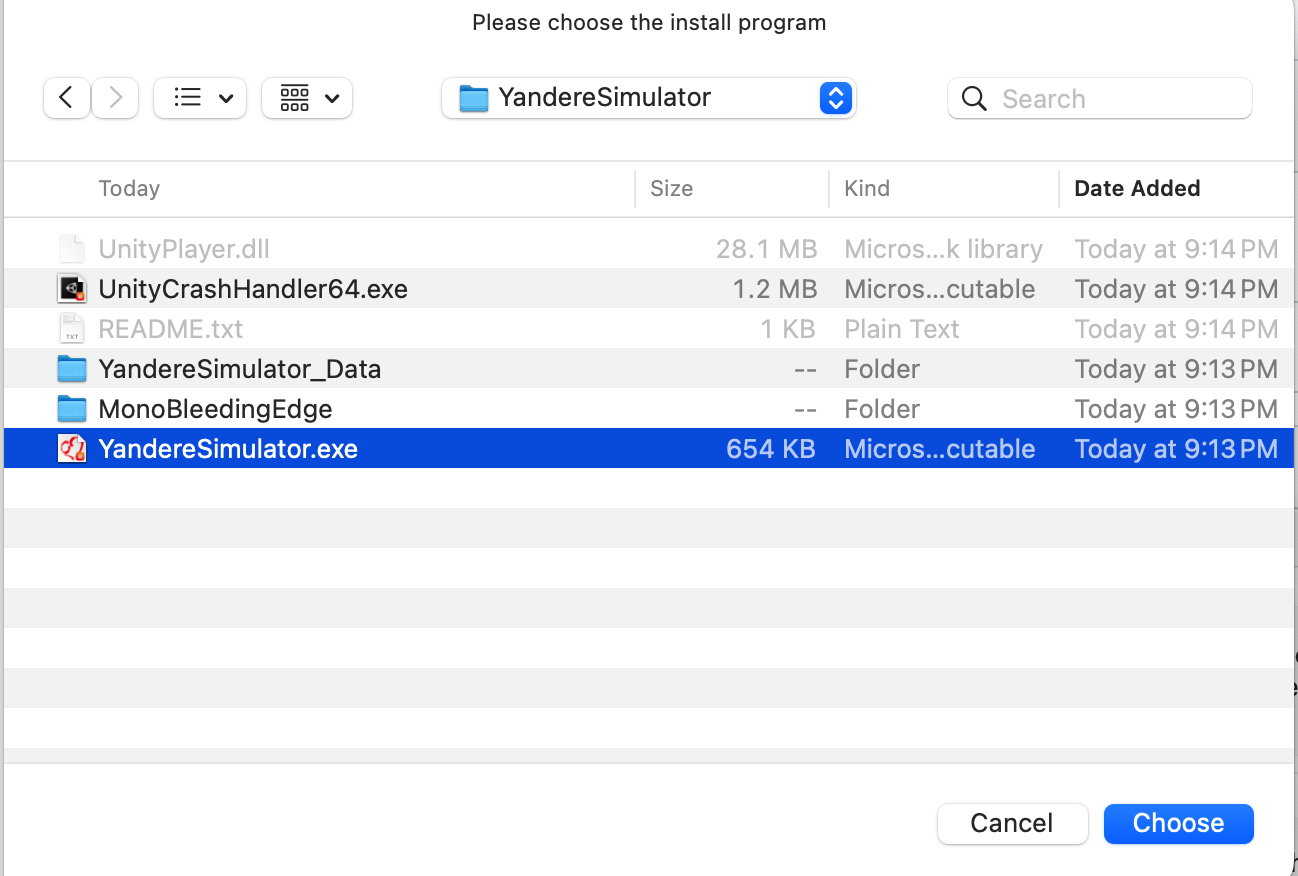 Please choose the install program
YandereSimulator
Search
Today Size Kind Date Added
UnityPlayer.dll 28.1 MB Micros...k library Today at 9:14 PM
UnityCrashHandler64.exe 1.2 MB Micros...cutable Today at 9:14 PM
TXT README.txt 1 KB Plain Text Today at 9:14 PM
YandereSimulator_Data -- Folder Today at 9:13 PM
MonoBleedingEdge -- Folder Today at 9:13 PM
YandereSimulator.exe 654 KB Micros...cutable Today at 9:13 PM
Cancel Choose